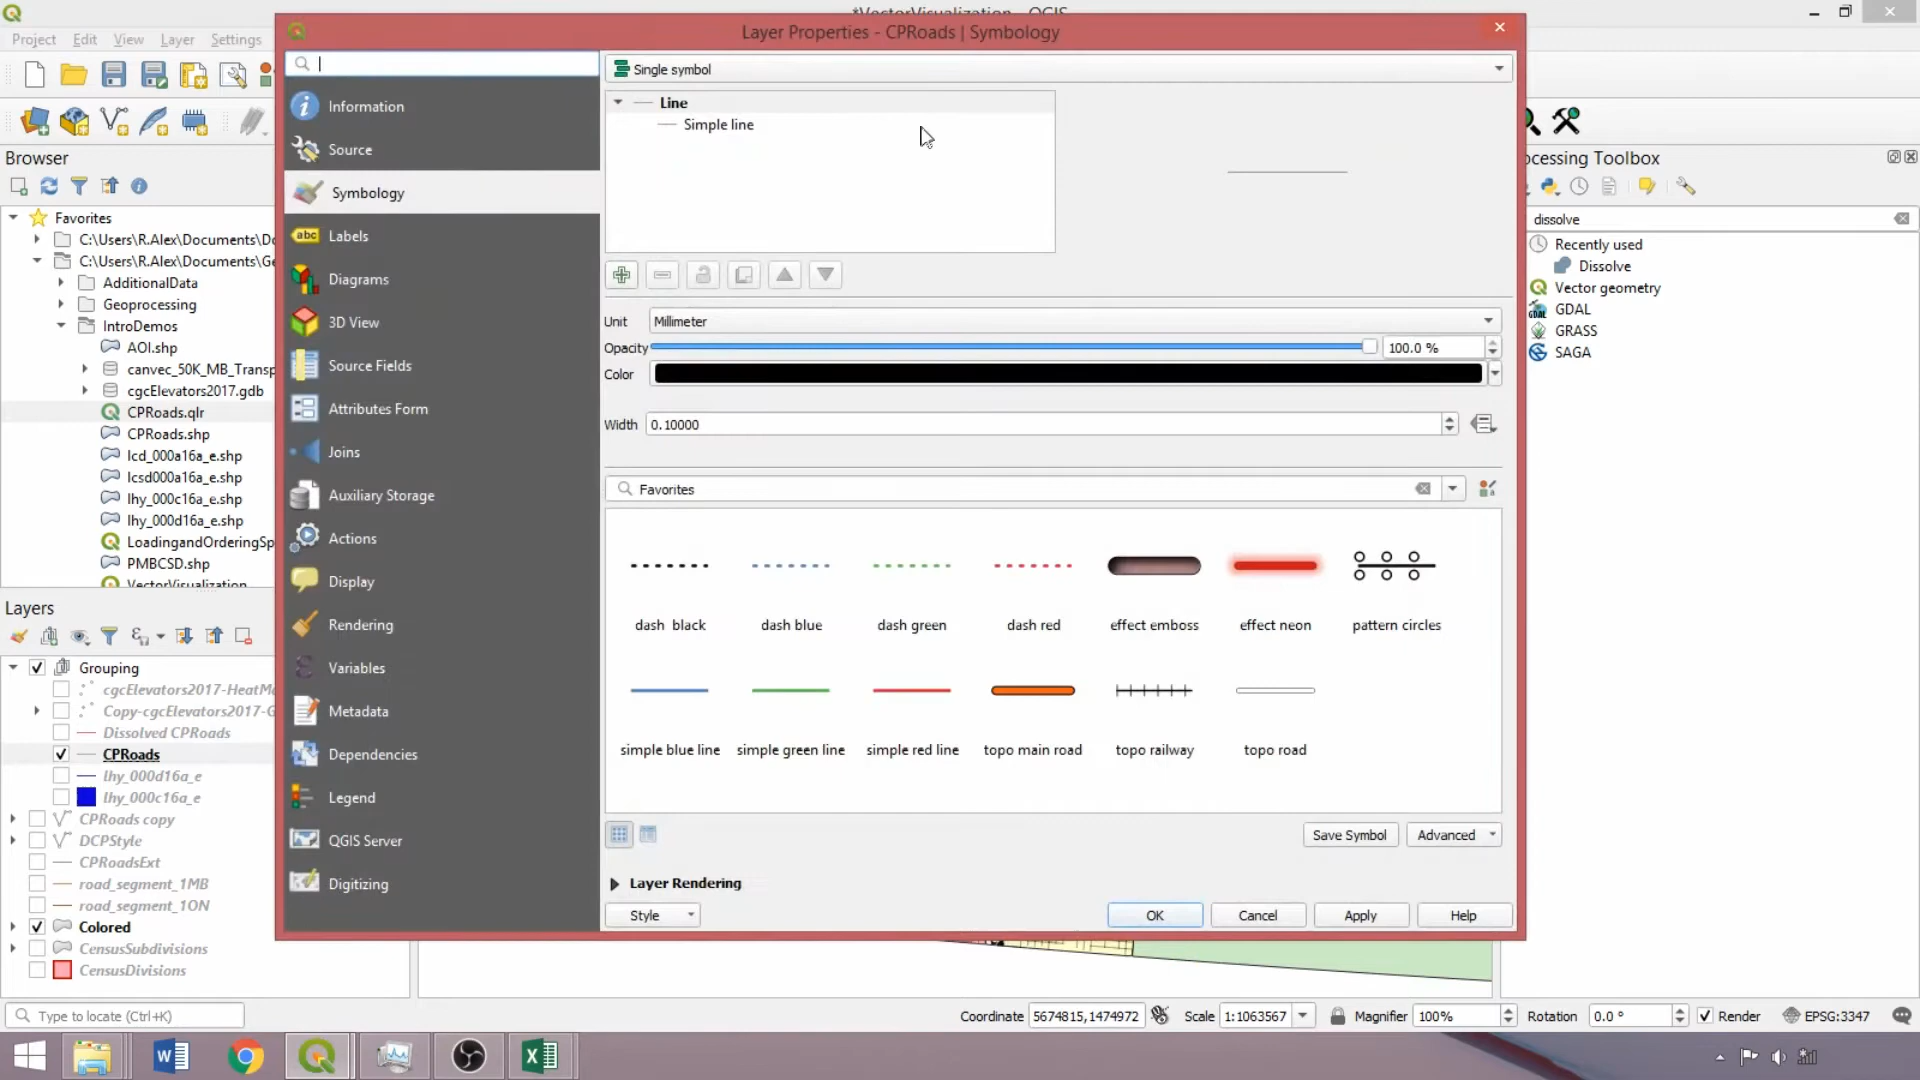 *VectorVisualization - QGIS
Layer Properties - CPRoads | Symbology
Project Edit View Layer Settings
Single symbol
Line
Simple line
Information
Source
Symbology
Labels
Diagrams
3D View
Source Fields
Attributes Form
Joins
Auxiliary Storage
Actions
Display
Rendering
Variables
Metadata
Dependencies
Legend
QGIS Server
Digitizing
Unit Millimeter
Opacity 100.0 %
Color
Width 0.10000
Favorites
dash black dash blue dash green dash red effect emboss effect neon pattern circles
simple blue line simple green line simple red line topo main road topo railway topo road
Save Symbol Advanced
Layer Rendering
Style OK Cancel Apply Help
Browser
Favorites
C:\Users\R.Alex\Documents\Do
C:\Users\R.Alex\Documents\Ge
AdditionalData
Geoprocessing
IntroDemos
AOI.shp
canvec_50K_MB_Transp
cgcElevators2017.gdb
CPRoads.qlr
CPRoads.shp
lcd_000a16a_e.shp
lcsd000a16a_e.shp
lhy_000c16a_e.shp
lhy_000d16a_e.shp
LoadingandOrderingSp
PMBCSD.shp
VectorVisualization
Layers
Grouping
cgcElevators2017-HeatMa
Copy-cgcElevators2017-G
Dissolved CPRoads
CPRoads
lhy_000d16a_e
lhy_000c16a_e
CPRoads copy
DCPStyle
CPRoadsExt
road_segment_1MB
road_segment_1ON
Colored
CensusSubdivisions
CensusDivisions
ocessing Toolbox
dissolve
Recently used
Dissolve
Vector geometry
GDAL
GRASS
SAGA
Type to locate (Ctrl+K) Coordinate 5674815,1474972 Scale 1:1063567 Magnifier 100% Rotation 0.0 ° Render EPSG:3347